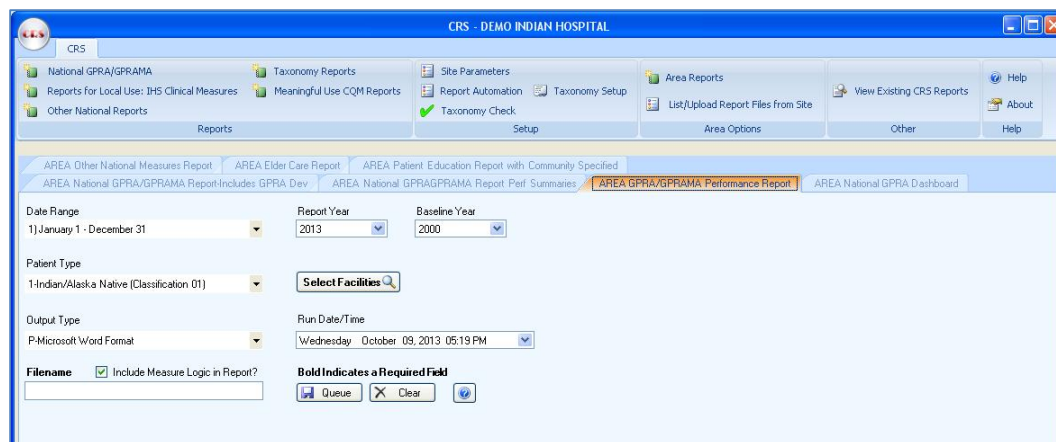 CRS - DEMO INDIAN HOSPITAL
CRS
CRS
National GPRA/GPRAMA
Reports for Local Use: IHS Clinical Measures
Other National Reports
Taxonomy Reports
Meaningful Use CQM Reports
Reports
Site Parameters
Report Automation
Taxonomy Setup
Taxonomy Check
Setup
Area Reports
List/Upload Report Files from Site
Area Options
View Existing CRS Reports
Other
Help
About
Help
AREA Other National Measures Report
AREA Elder Care Report
AREA Patient Education Report with Community Specified
AREA National GPRA/GPRAMA Report-Includes GPRA Dev
AREA National GPRAGPRAMA Report Perf Summaries
AREA GPRA/GPRAMA Performance Report
AREA National GPRA Dashboard
Date Range
Report Year
Baseline Year
1) January 1 - December 31
2013
2000
Patient Type
1-Indian/Alaska Native (Classification 01)
Select Facilities
Output Type
Run Date/Time
P-Microsoft Word Format
Wednesday October 09, 2013 05:19 PM
Filename
Include Measure Logic in Report?
Bold Indicates a Required Field
Queue
Clear